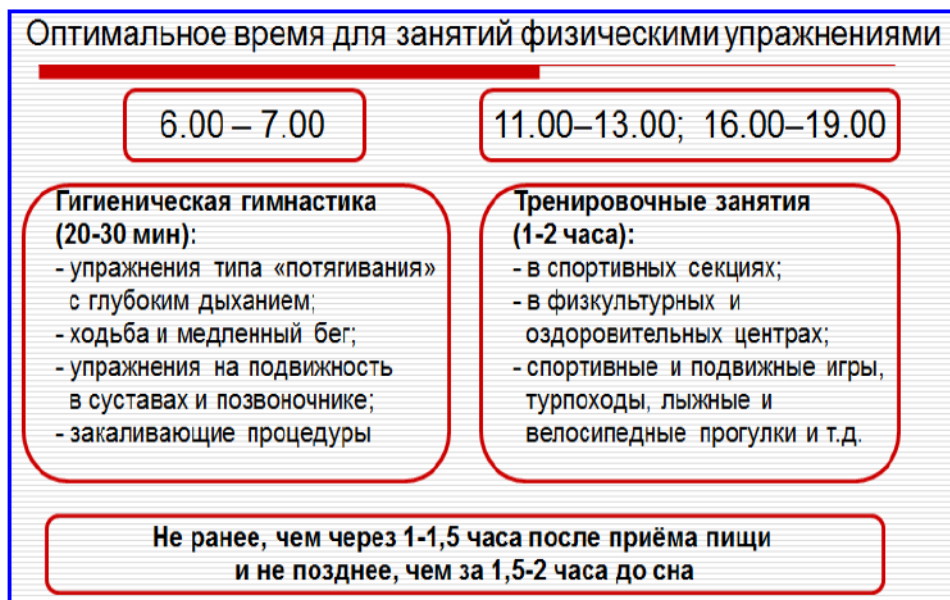 Оптимальное время для занятий физическими упражнениями
6.00 – 7.00
11.00–13.00; 16.00–19.00
Гигиеническая гимнастика
(20-30 мин):
- упражнения типа «потягивания»
с глубоким дыханием;
- ходьба и медленный бег;
- упражнения на подвижность
в суставах и позвоночнике;
- закаливающие процедуры
Тренировочные занятия
(1-2 часа):
- в спортивных секциях;
- в физкультурных и
оздоровительных центрах;
- спортивные и подвижные игры,
турпоходы, лыжные и
велосипедные прогулки и т.д.
Не ранее, чем через 1-1,5 часа после приёма пищи
и не позднее, чем за 1,5-2 часа до сна